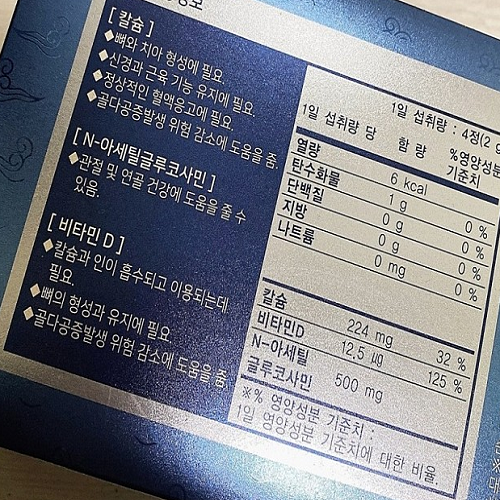 [ 칼슘 ]
◆뼈와 치아 형성에 필요.
◆신경과 근육 기능 유지에 필요.
◆정상적인 혈액응고에 필요.
◆골다공증발생 위험 감소에 도움을 줌.
[ N-아세틸글루코사민 ]
◆관절 및 연골 건강에 도움을 줄 수
있음.
[ 비타민 D ]
◆칼슘과 인이 흡수되고 이용되는데
필요.
◆뼈의 형성과 유지에 필요.
◆골다공증발생 위험 감소에 도움을 줌.
1일 섭취량 : 4정(2
1일 섭취량 당 함 량 %영양성분
기준치
열량 6 kcal
탄수화물 1 g 0 %
단백질 0 g 0 %
지방 0 g 0 %
나트륨 0 mg 0 %
칼슘 224 mg 32 %
비타민D 12.5 ㎍ 125 %
N-아세틸
글루코사민 500 mg
※% 영양성분 기준치 :
1일 영양성분 기준치에 대한 비율.